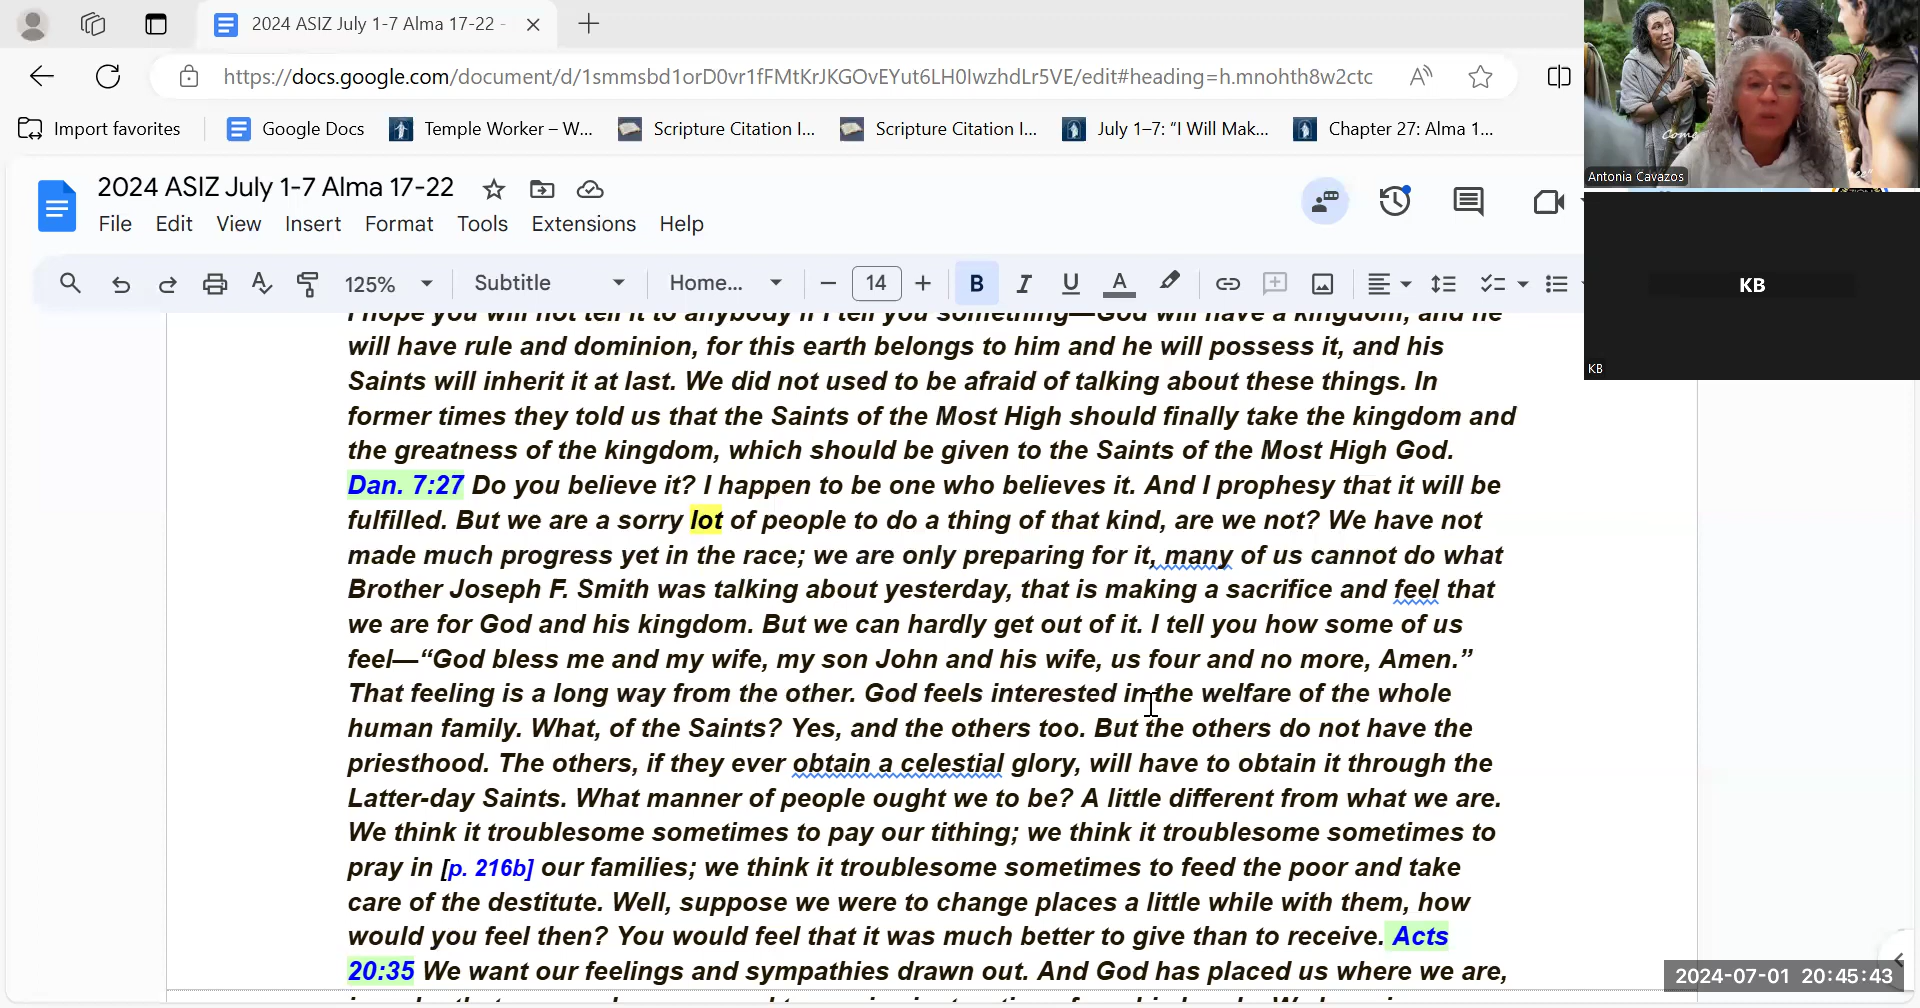 2024 ASIZ July 1-7 Alma 17-22 -
https://docs.google.com/document/d/1smmsbd1orD0vr1fFMtKrJKGOvEYut6LH0IwzhdLr5VE/edit#heading=h.mnohth8w2ctc
Import favorites
Google Docs
Temple Worker – W...
Scripture Citation I...
Scripture Citation I...
July 1–7: “I Will Mak...
Chapter 27: Alma 1...
Come
Antonia Cavazos
2024 ASIZ July 1-7 Alma 17-22
File Edit View Insert Format Tools Extensions Help
125% Subtitle Home... 14 B I U A
KB
KB
I hope you will not tell it to anybody if I tell you something—God will have a kingdom, and he
will have rule and dominion, for this earth belongs to him and he will possess it, and his
Saints will inherit it at last. We did not used to be afraid of talking about these things. In
former times they told us that the Saints of the Most High should finally take the kingdom and
the greatness of the kingdom, which should be given to the Saints of the Most High God.
Dan. 7:27 Do you believe it? I happen to be one who believes it. And I prophesy that it will be
fulfilled. But we are a sorry lot of people to do a thing of that kind, are we not? We have not
made much progress yet in the race; we are only preparing for it, many of us cannot do what
Brother Joseph F. Smith was talking about yesterday, that is making a sacrifice and feel that
we are for God and his kingdom. But we can hardly get out of it. I tell you how some of us
feel—“God bless me and my wife, my son John and his wife, us four and no more, Amen.”
That feeling is a long way from the other. God feels interested in the welfare of the whole
human family. What, of the Saints? Yes, and the others too. But the others do not have the
priesthood. The others, if they ever obtain a celestial glory, will have to obtain it through the
Latter-day Saints. What manner of people ought we to be? A little different from what we are.
We think it troublesome sometimes to pay our tithing; we think it troublesome sometimes to
pray in [p. 216b] our families; we think it troublesome sometimes to feed the poor and take
care of the destitute. Well, suppose we were to change places a little while with them, how
would you feel then? You would feel that it was much better to give than to receive. Acts
20:35 We want our feelings and sympathies drawn out. And God has placed us where we are,
2024-07-01 20:45:43